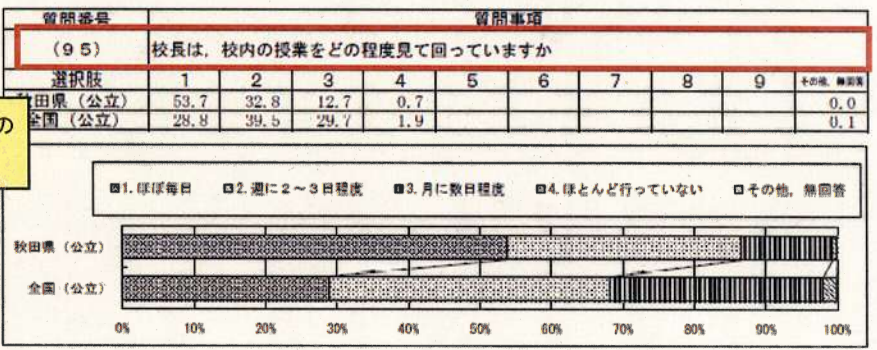 質問番号 質問事項
(95) 校長は，校内の授業をどの程度見て回っていますか
選択肢 1 2 3 4 5 6 7 8 9 その他，無回答
秋田県（公立） 53.7 32.8 12.7 0.7 0.0
の
全国（公立） 28.8 39.5 29.7 1.9 0.1
1.ほぼ毎日 2.週に2～3日程度 3.月に数日程度 4.ほとんど行っていない その他，無回答
秋田県（公立）
全国（公立）
0% 10% 20% 30% 40% 50% 60% 70% 80% 90% 100%